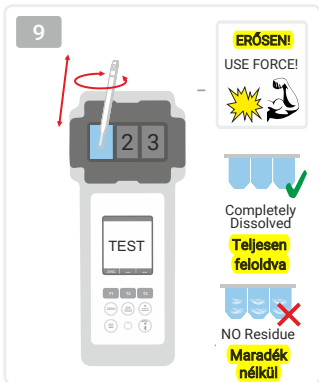 9
ERŐSEN!
USE FORCE!
2 3
TEST
Completely
Dissolved
Teljesen
feloldva
NO Residue
Maradék
nélkül